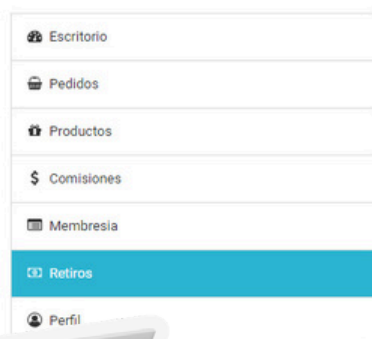 Escritorio
Pedidos
Productos
$ Comisiones
Membresia
Retiros
Perfil